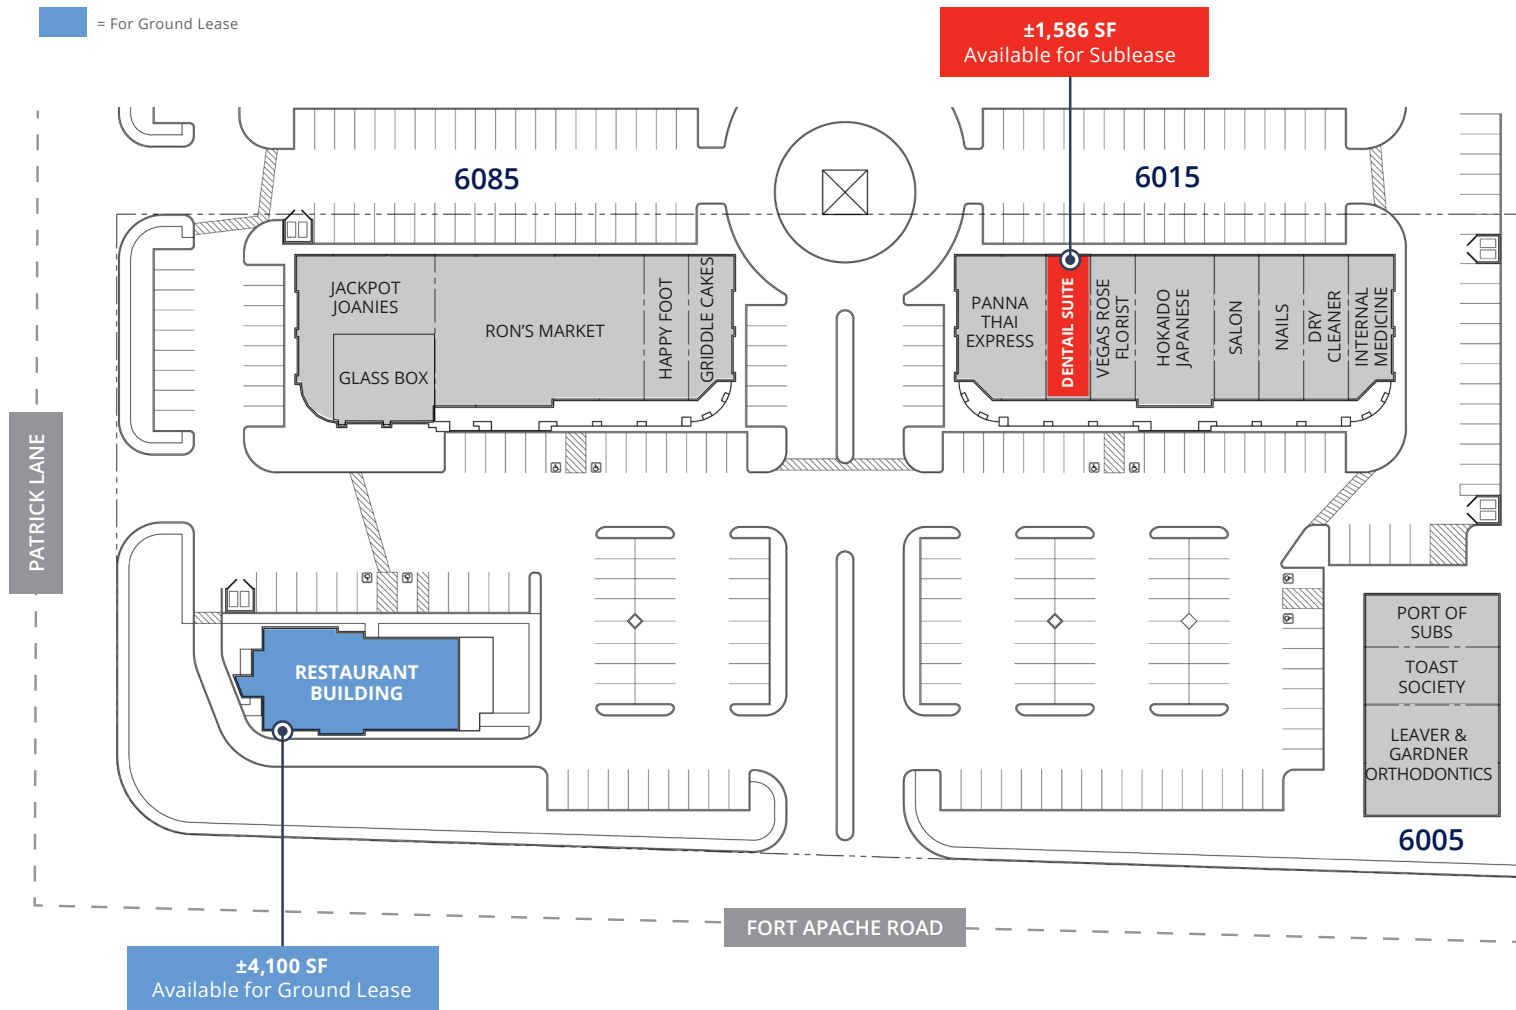 = For Ground Lease
±1,586 SF
Available for Sublease
6085
6015
JACKPOT
JOANIES
GLASS BOX
RON'S MARKET
HAPPY FOOT
GRIDDLE CAKES
PANNA
THAI
EXPRESS
DENTAIL SUITE
VEGAS ROSE
FLORIST
HOKAIDO
JAPANESE
SALON
NAILS
DRY
CLEANER
INTERNAL
MEDICINE
PATRICK LANE
RESTAURANT
BUILDING
PORT OF
SUBS
TOAST
SOCIETY
LEAVER &
GARDNER
ORTHODONTICS
6005
FORT APACHE ROAD
±4,100 SF
Available for Ground Lease